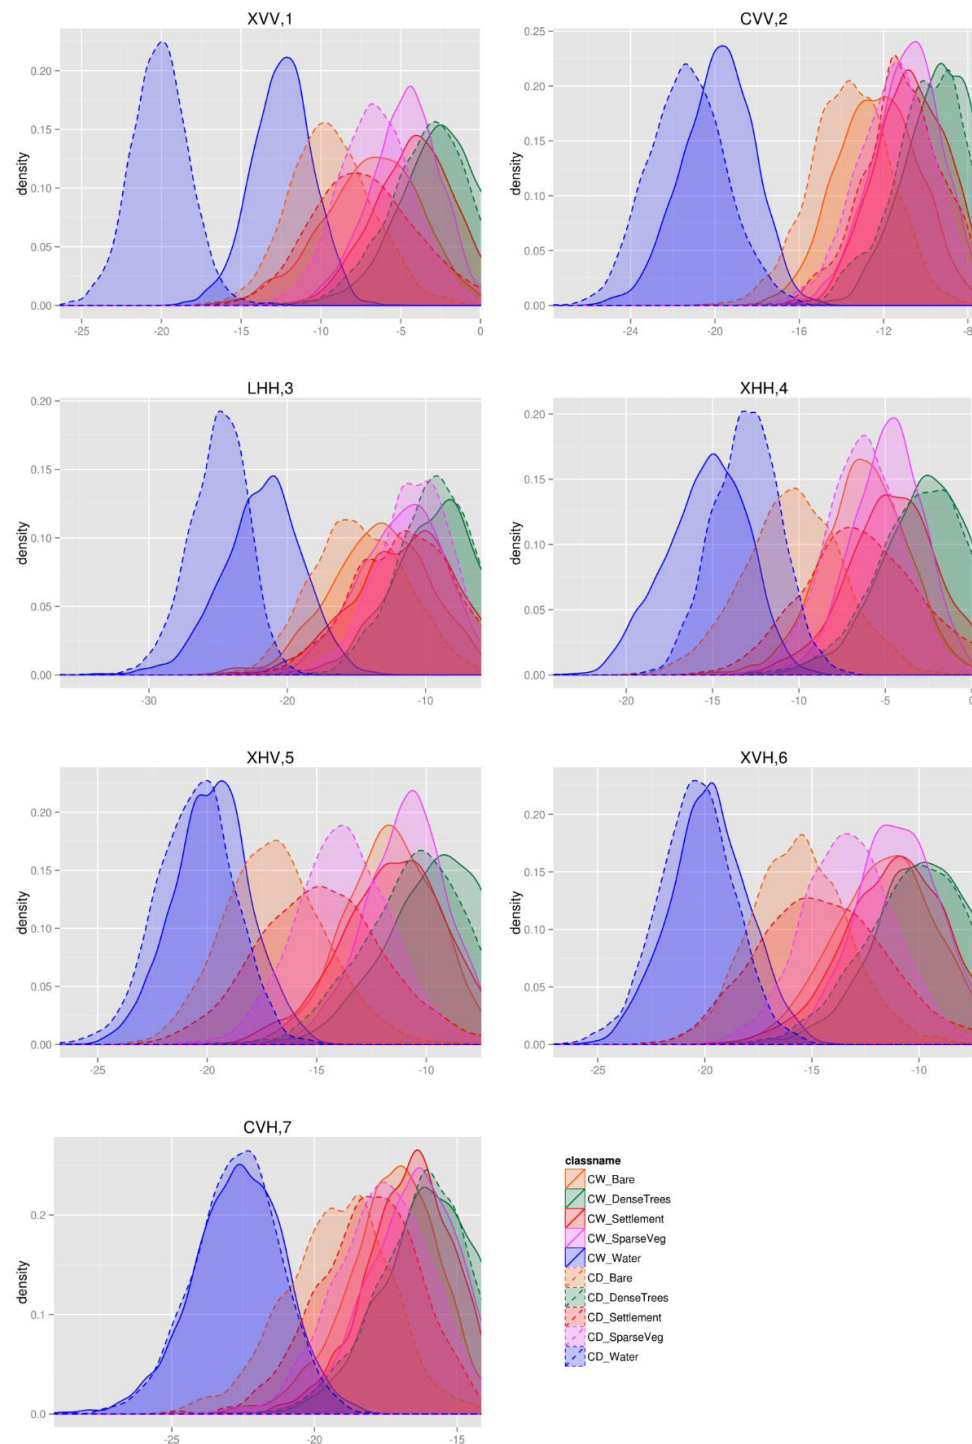 XVV,1
CVV,2
density
0.20
0.15
0.10
0.05
0.00
-25
-20
-15
-10
-5
0
density
0.25
0.20
0.15
0.10
0.05
0.00
-24
-20
-16
-12
-8
LHH,3
XHH,4
density
0.20
0.15
0.10
0.05
0.00
-30
-20
-10
density
0.20
0.15
0.10
0.05
0.00
-20
-15
-10
-5
0
XHV,5
XVH,6
density
0.20
0.15
0.10
0.05
0.00
-25
-20
-15
-10
density
0.20
0.15
0.10
0.05
0.00
-25
-20
-15
-10
CVH,7
density
0.2
0.1
0.0
-25
-20
-15
classname
CW_Bare
CW_DenseTrees
CW_Settlement
CW_SparseVeg
CW_Water
CD_Bare
CD_DenseTrees
CD_Settlement
CD_SparseVeg
CD_Water